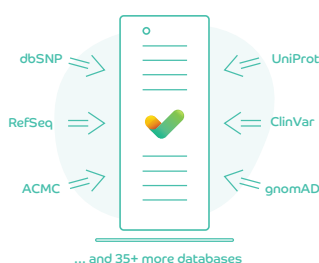 dbSNP
UniProt
RefSeq
ClinVar
ACMC
gnomAD
... and 35+ more databases